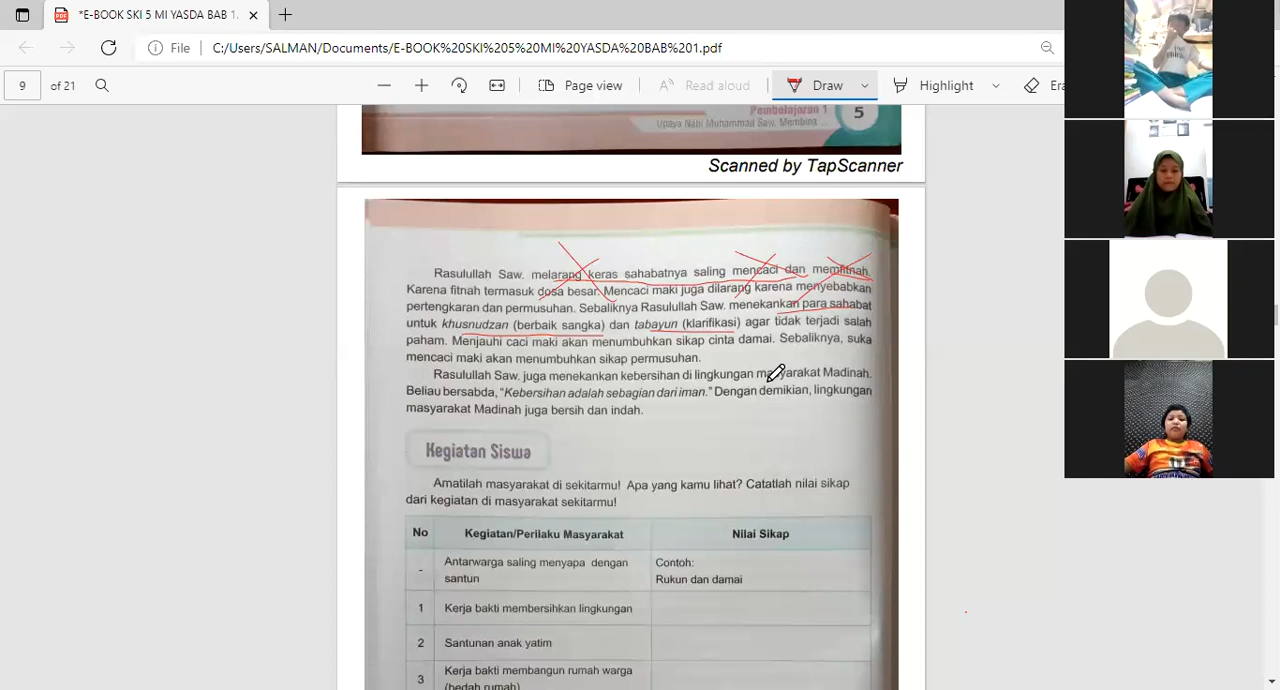 *E-BOOK SKI 5 MI YASDA BAB 1.
File C:/Users/SALMAN/Documents/E-BOOK%20SKI%205%20MI%20YASDA%20BAB%201.pdf
9 of 21 Page view Read aloud Draw Highlight Era
Pembelajaran 1
Upaya Nabi Muhammad Saw. Membina ... 5
Scanned by TapScanner
Rasulullah Saw. melarang keras sahabatnya saling mencaci dan memfitnah.
Karena fitnah termasuk dosa besar. Mencaci maki juga dilarang karena menyebabkan
pertengkaran dan permusuhan. Sebaliknya Rasulullah Saw. menekankan para sahabat
untuk khusnudzan (berbaik sangka) dan tabayun (klarifikasi) agar tidak terjadi salah
paham. Menjauhi caci maki akan menumbuhkan sikap cinta damai. Sebaliknya, suka
mencaci maki akan menumbuhkan sikap permusuhan.
Rasulullah Saw. juga menekankan kebersihan di lingkungan masyarakat Madinah.
Beliau bersabda, "Kebersihan adalah sebagian dari iman." Dengan demikian, lingkungan
masyarakat Madinah juga bersih dan indah.
Kegiatan Siswa
Amatilah masyarakat di sekitarmu! Apa yang kamu lihat? Catatlah nilai sikap
dari kegiatan di masyarakat sekitarmu!
No Kegiatan/Perilaku Masyarakat Nilai Sikap
- Antarwarga saling menyapa dengan Contoh:
santun Rukun dan damai
1 Kerja bakti membersihkan lingkungan
2 Santunan anak yatim
3 Kerja bakti membangun rumah warga
(bedah rumah)